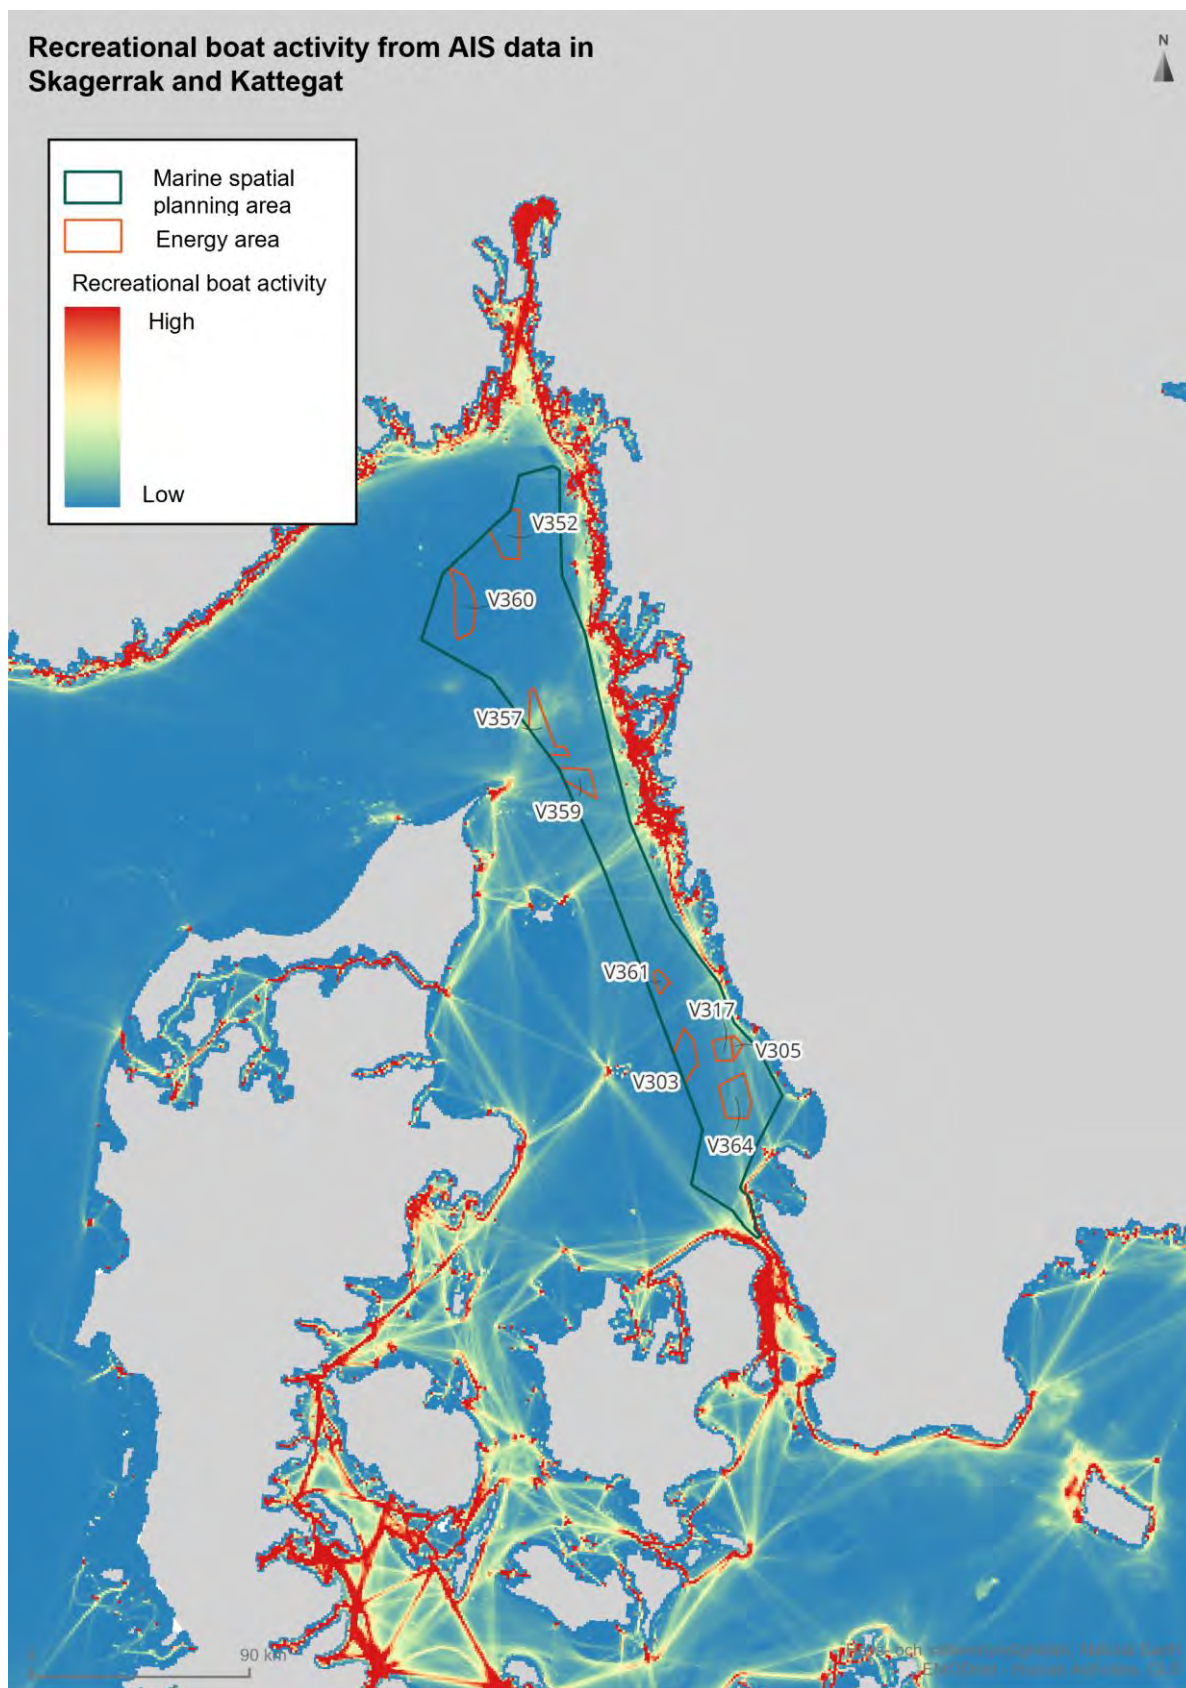 Recreational boat activity from AIS data in
Skagerrak and Kattegat
N
Marine spatial
planning area
Energy area
Recreational boat activity
High
Low
V352
V360
V357
V359
V361
V317
V305
V303
V364
90 km
och